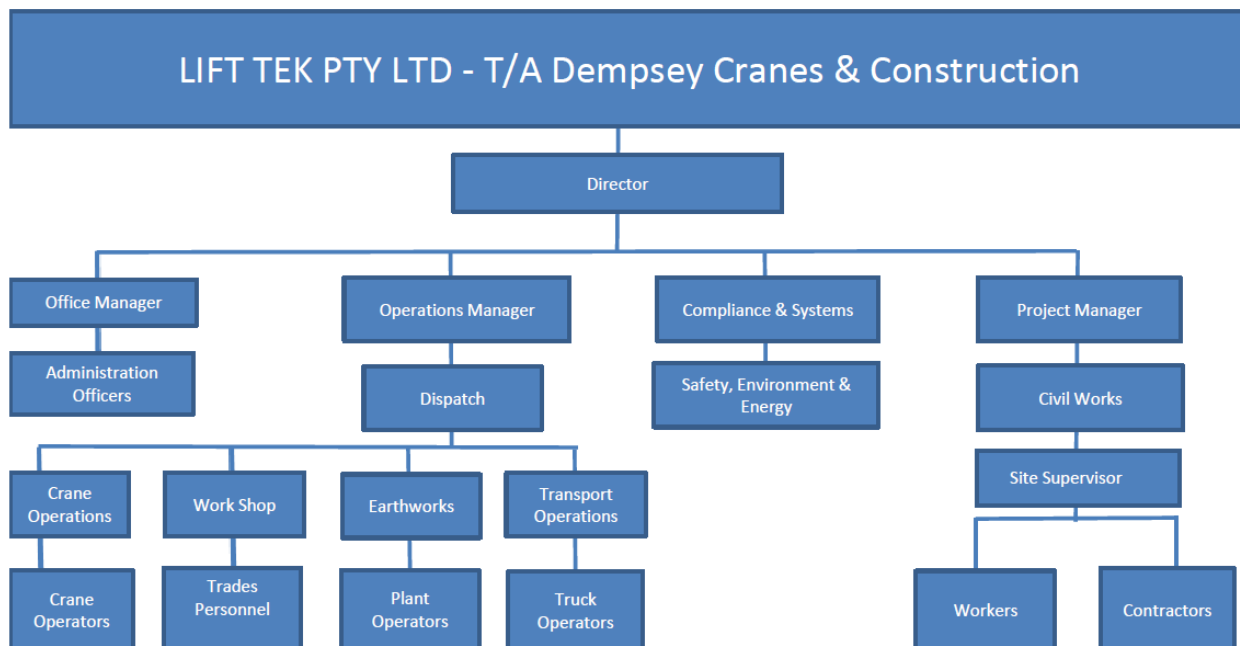 LIFT TEK PTY LTD - T/A Dempsey Cranes & Construction
Director
Office Manager
Operations Manager
Compliance & Systems
Project Manager
Administration
Officers
Dispatch
Safety, Environment &
Energy
Civil Works
Crane
Operations
Work Shop
Earthworks
Transport
Operations
Site Supervisor
Crane
Operators
Trades
Personnel
Plant
Operators
Truck
Operators
Workers
Contractors